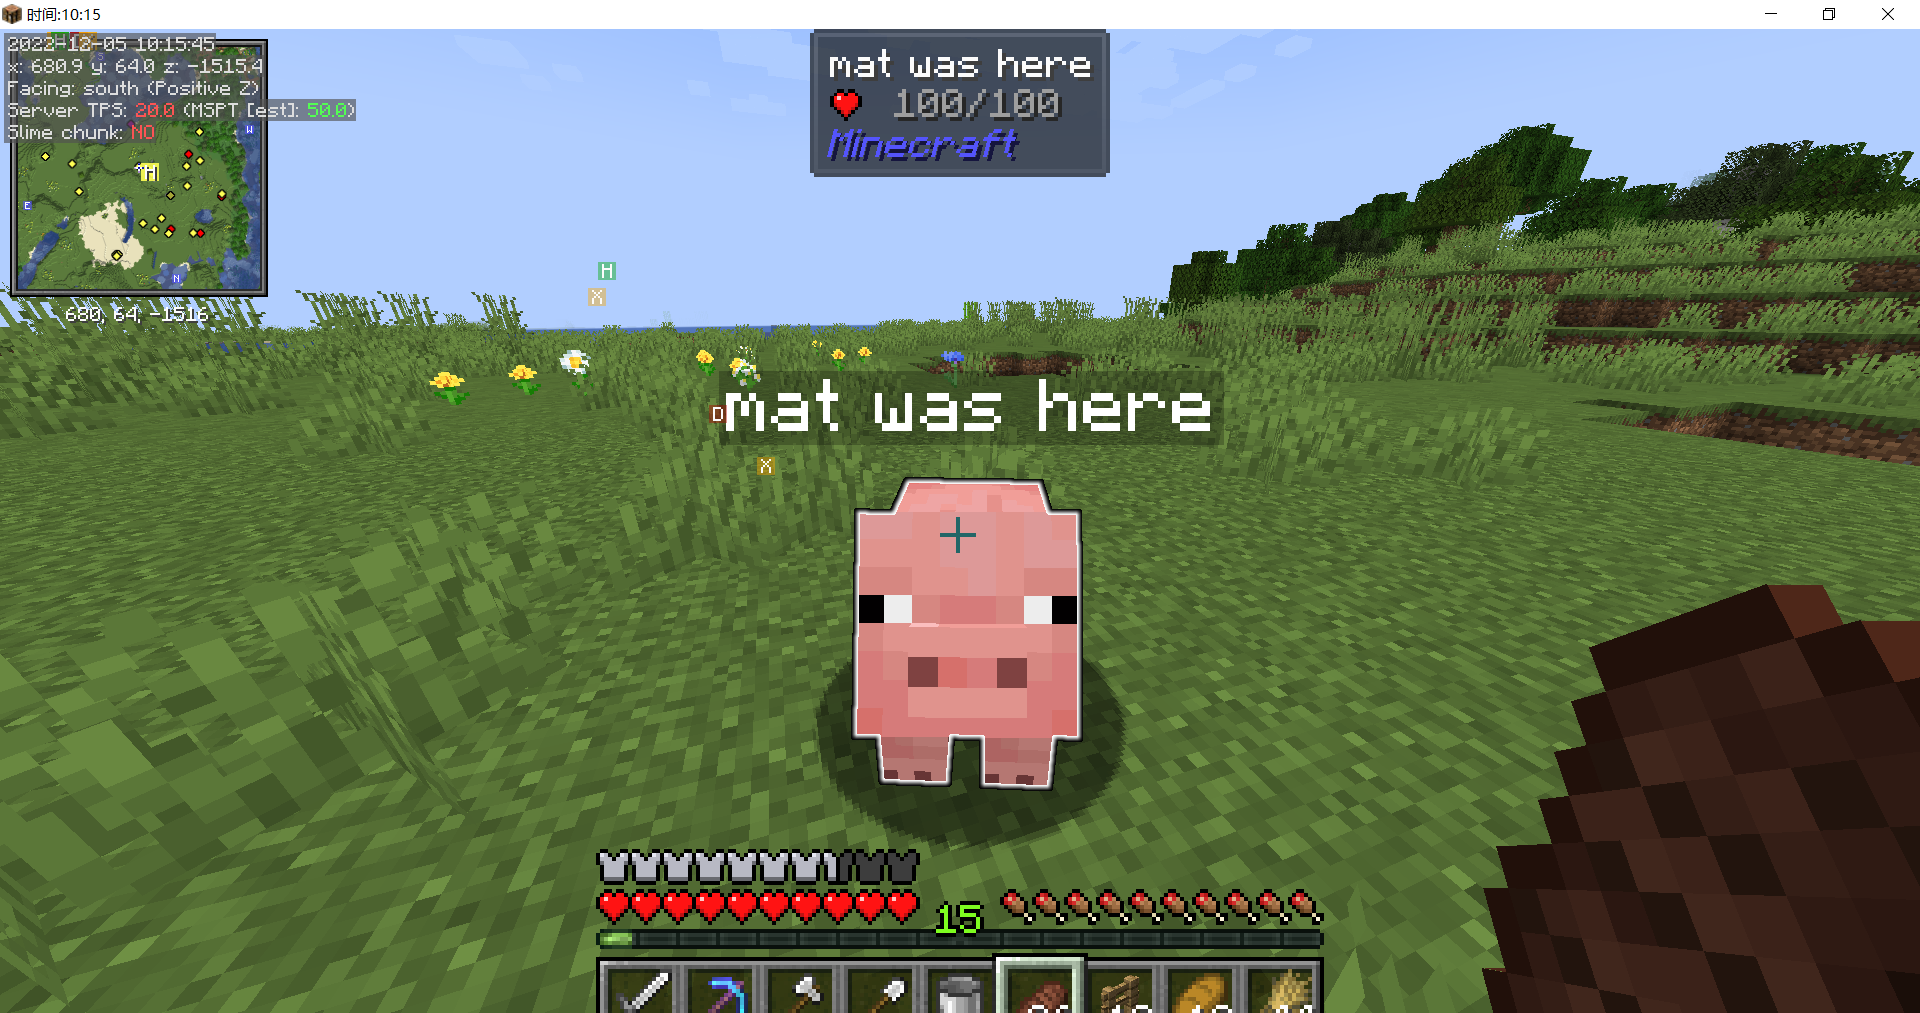 时间:10:15
2022-12-05 10:15:45
x: 680.9 y: 64.0 z: -1515.4
Facing: south (Positive Z)
Server TPS: 20.0 (MSPT [est]: 50.0)
Slime chunk: NO
W
E
N
680, 64, -1516
mat was here
100/100
Minecraft
H
X
D
mat was here
X
15